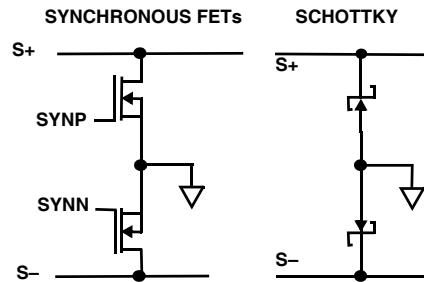 SYNCHRONOUS FETs SCHOTTKY
S+ S+
SYNP
SYNN
S– S–